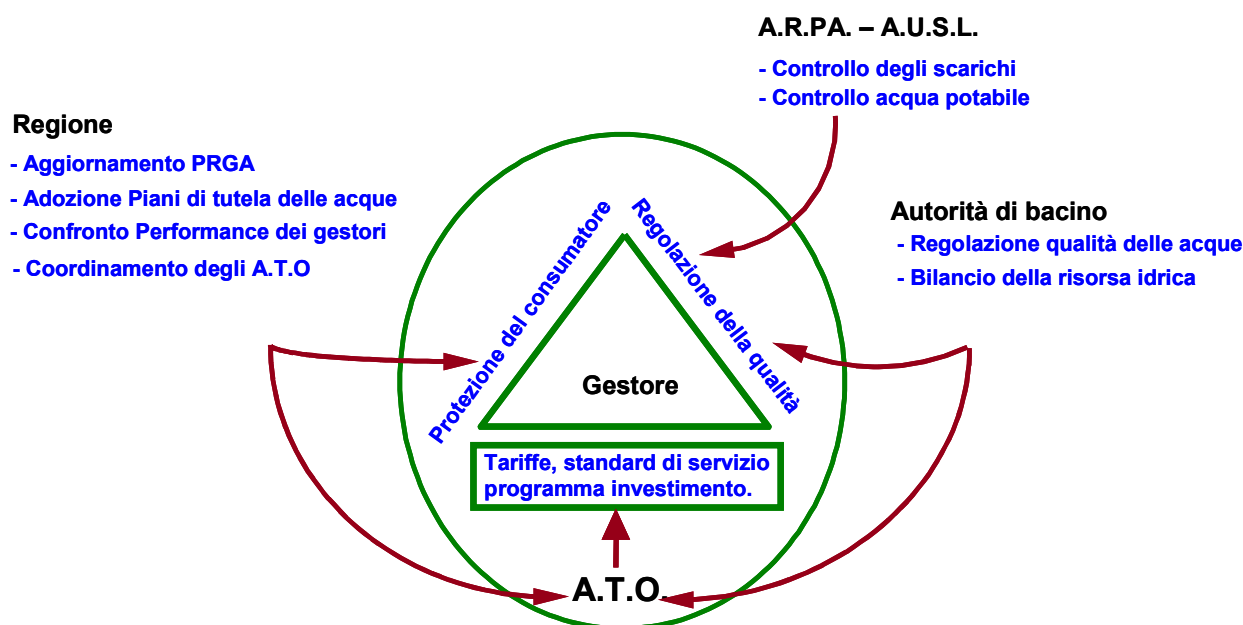 A.R.PA. – A.U.S.L.
- Controllo degli scarichi
- Controllo acqua potabile
Regione
- Aggiornamento PRGA
- Adozione Piani di tutela delle acque
- Confronto Performance dei gestori
- Coordinamento degli A.T.O
Autorità di bacino
- Regolazione qualità delle acque
- Bilancio della risorsa idrica
Protezione del consumatore
Regolazione della qualità
Gestore
Tariffe, standard di servizio
programma investimento.
A.T.O.